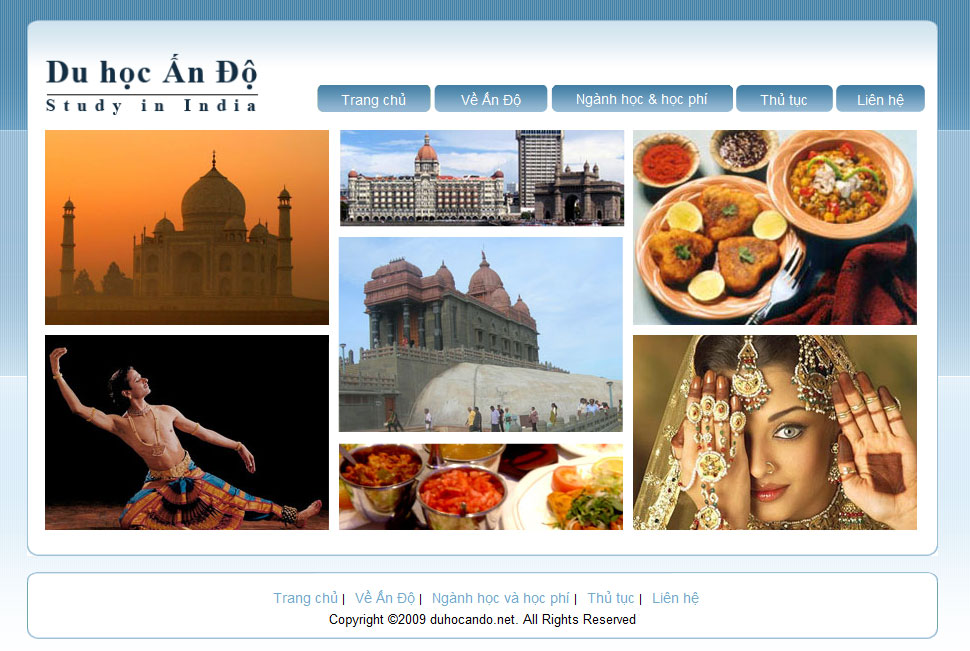 Du học Ấn Độ
Study in India
Trang chủ Về Ấn Độ Ngành học & học phí Thủ tục Liên hệ
Trang chủ | Về Ấn Độ | Ngành học và học phí | Thủ tục | Liên hệ
Copyright ©2009 duhocando.net. All Rights Reserved